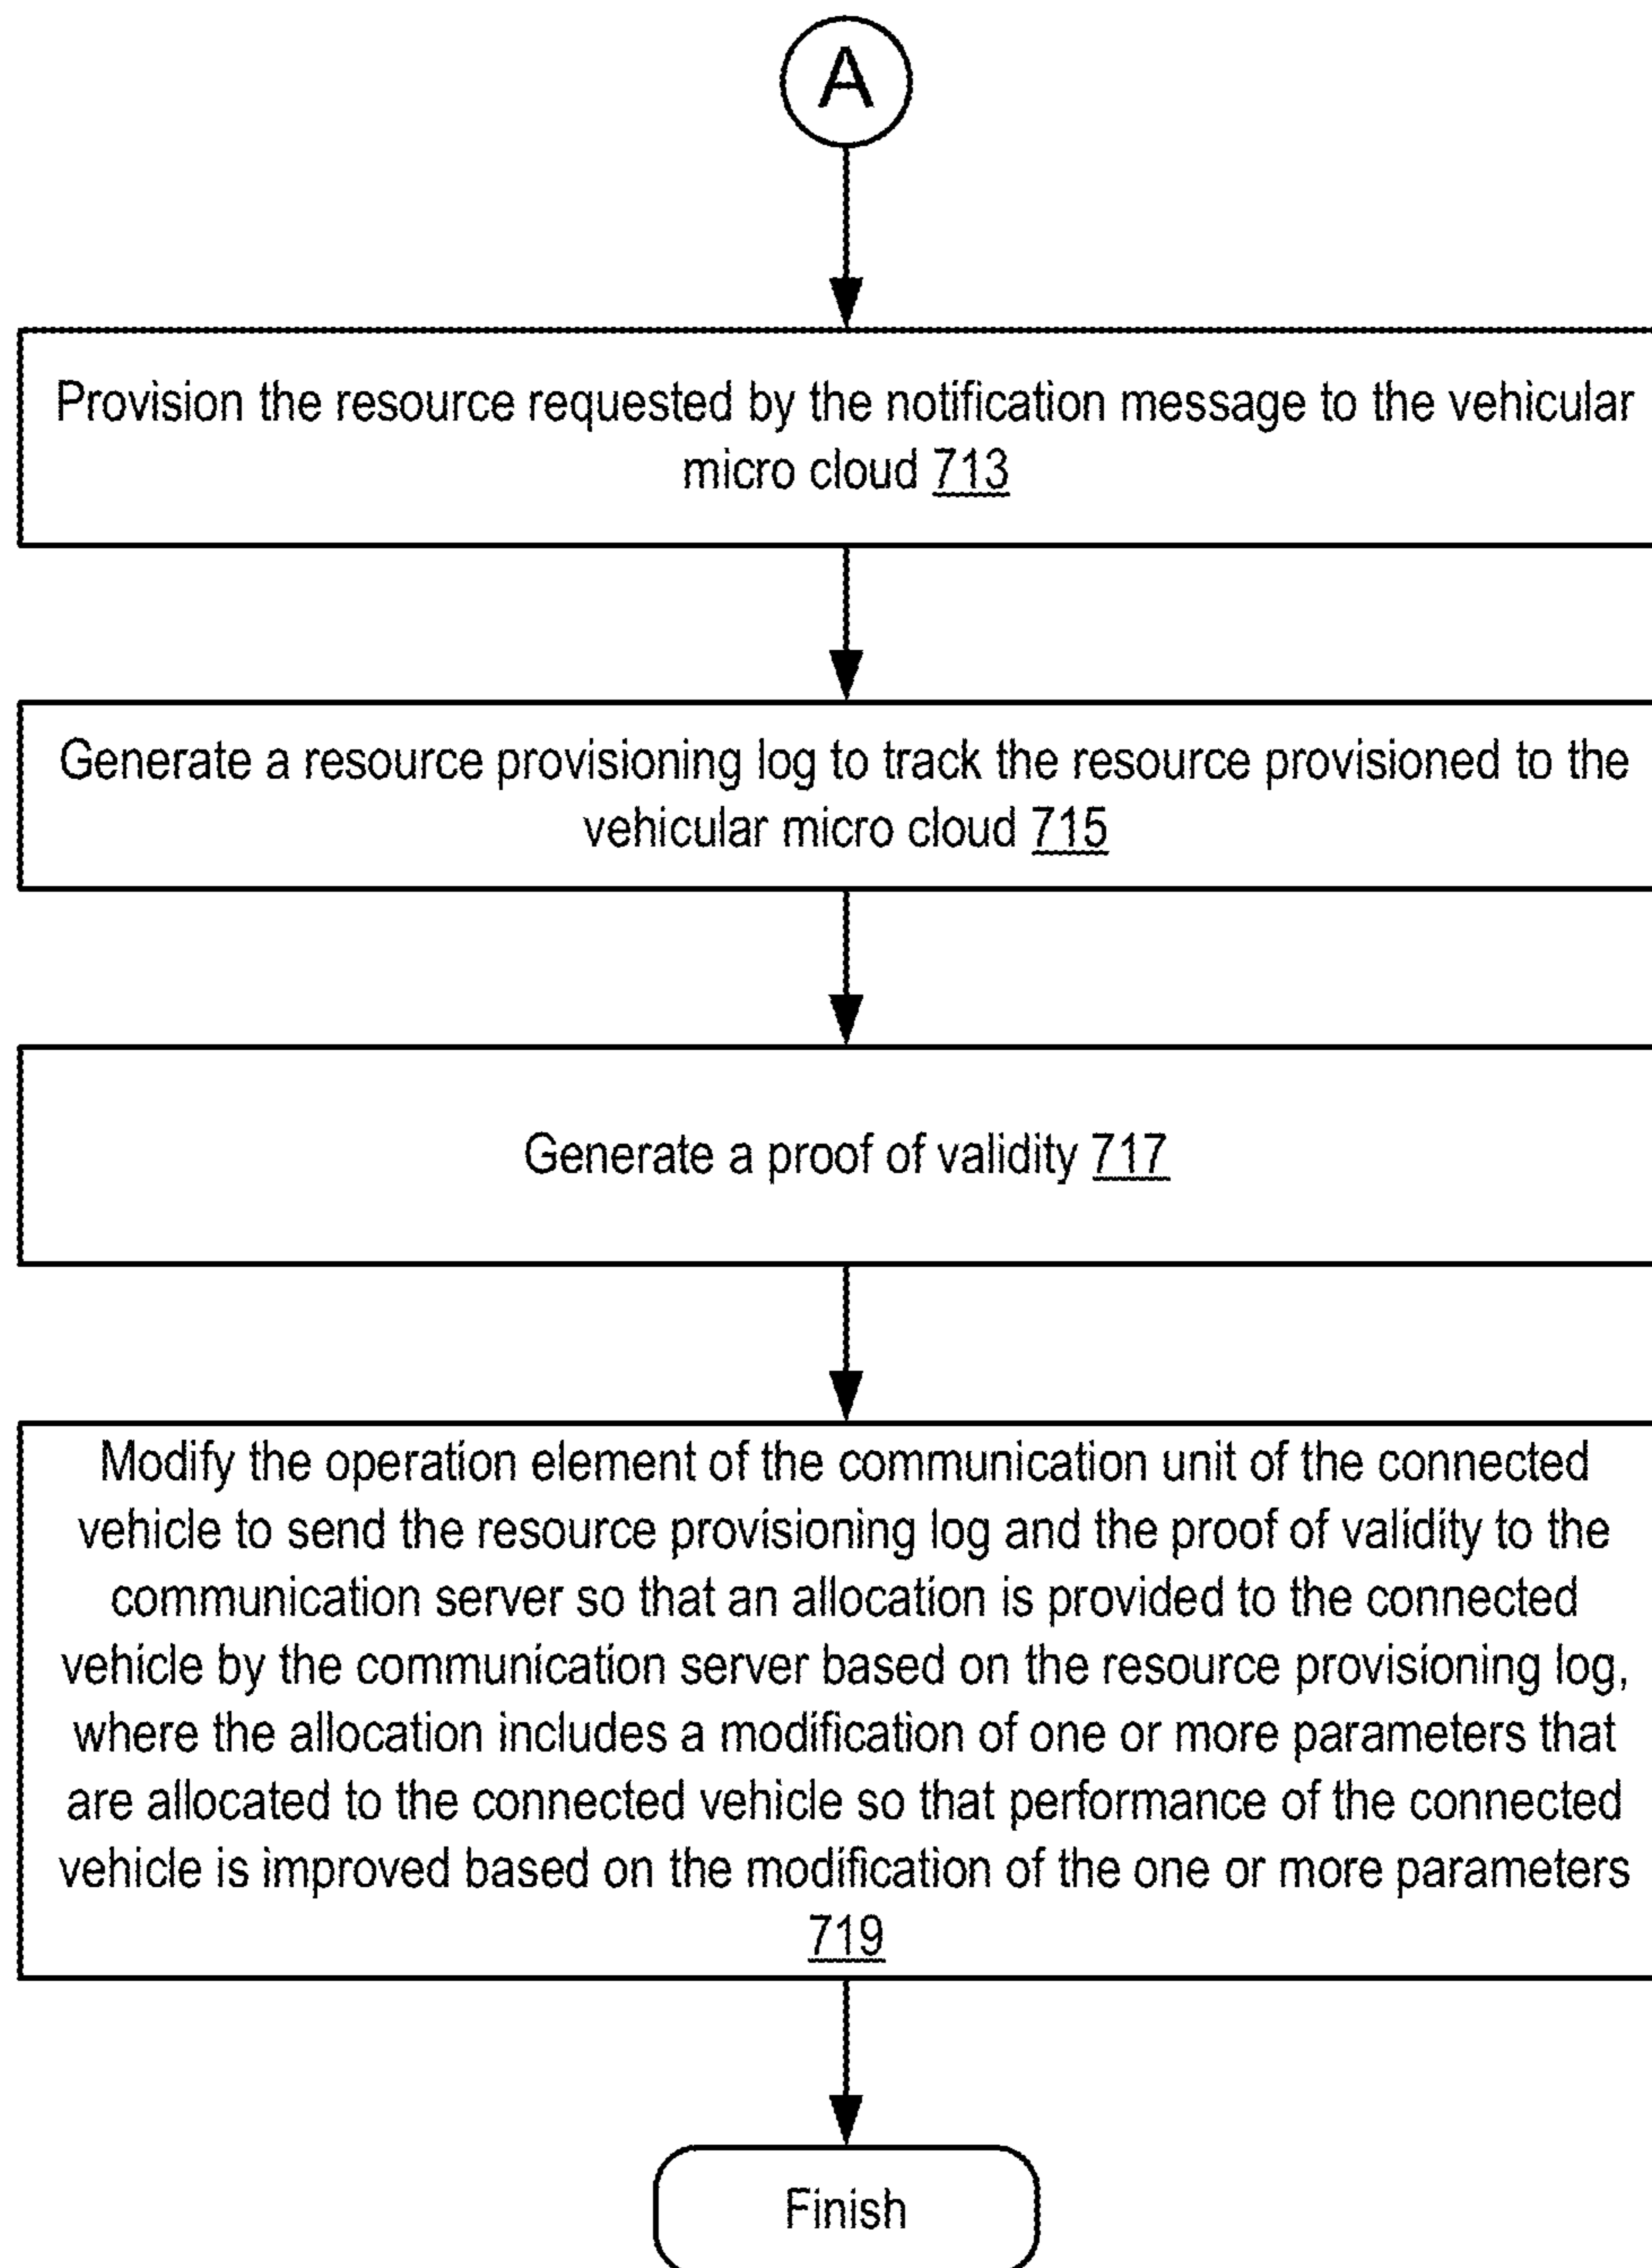 A
Provision the resource requested by the notification message to the vehicular
micro cloud 713
Generate a resource provisioning log to track the resource provisioned to the
vehicular micro cloud 715
Generate a proof of validity 717
Modify the operation element of the communication unit of the connected
vehicle to send the resource provisioning log and the proof of validity to the
communication server so that an allocation is provided to the connected
vehicle by the communication server based on the resource provisioning log,
where the allocation includes a modification of one or more parameters that
are allocated to the connected vehicle so that performance of the connected
vehicle is improved based on the modification of the one or more parameters
719
Finish